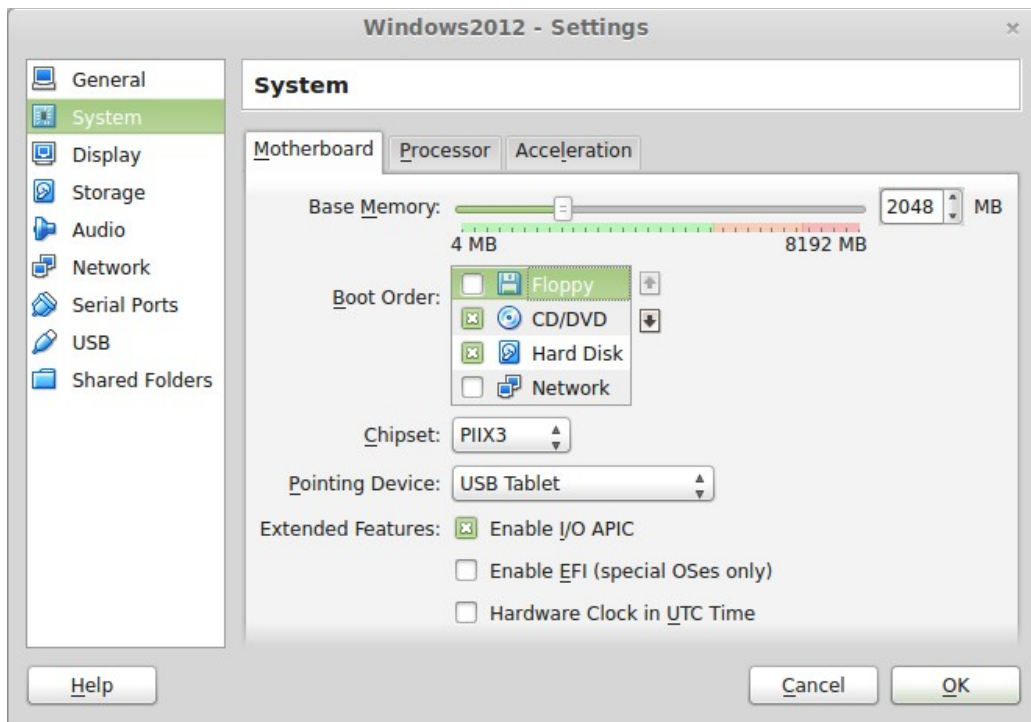 Windows2012 - Settings
General
System
Display
Storage
Audio
Network
Serial Ports
USB
Shared Folders
System
Motherboard Processor Acceleration
Base Memory: 2048 MB
4 MB 8192 MB
Boot Order:
Floppy
CD/DVD
Hard Disk
Network
Chipset: PIIX3
Pointing Device: USB Tablet
Extended Features: Enable I/O APIC
Enable EFI (special OSes only)
Hardware Clock in UTC Time
Help Cancel OK